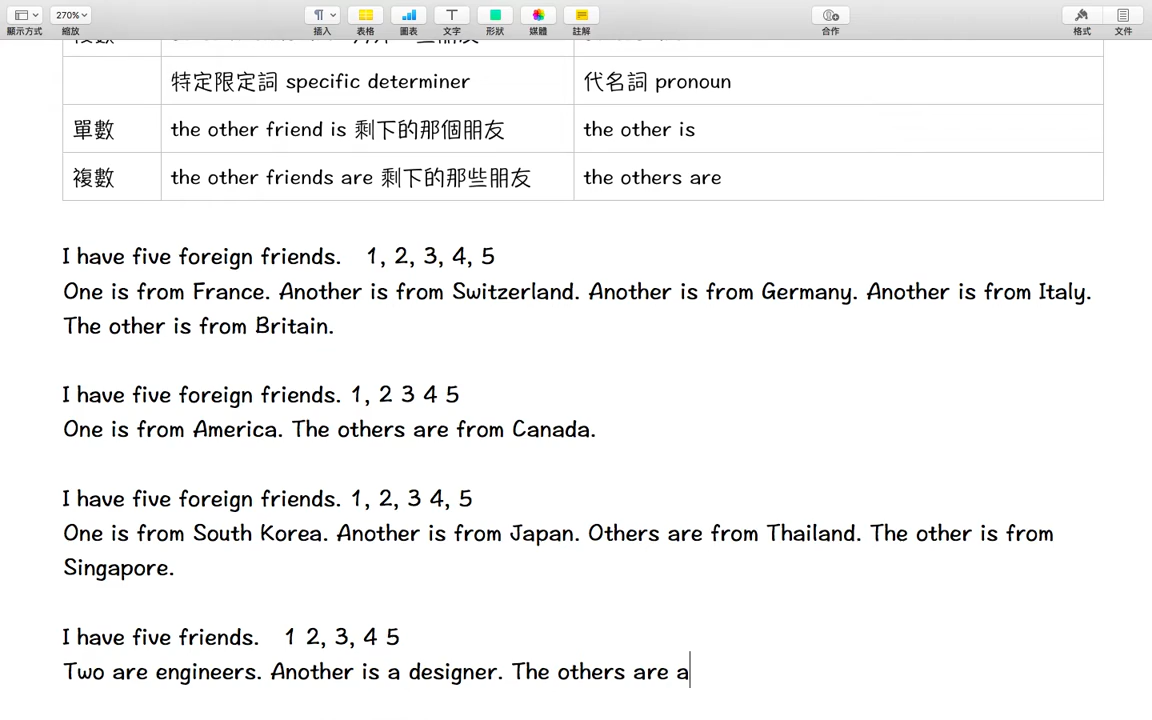 270%
顯示方式 縮放 插入 表格 圖表 文字 形狀 媒體 註解 合作 格式 文件
特定限定詞 specific determiner 代名詞 pronoun
單數 the other friend is 剩下的那個朋友 the other is
複數 the other friends are 剩下的那些朋友 the others are
I have five foreign friends. 1, 2, 3, 4, 5
One is from France. Another is from Switzerland. Another is from Germany. Another is from Italy.
The other is from Britain.
I have five foreign friends. 1, 2 3 4 5
One is from America. The others are from Canada.
I have five foreign friends. 1, 2, 3 4, 5
One is from South Korea. Another is from Japan. Others are from Thailand. The other is from
Singapore.
I have five friends. 1 2, 3, 4 5
Two are engineers. Another is a designer. The others are a